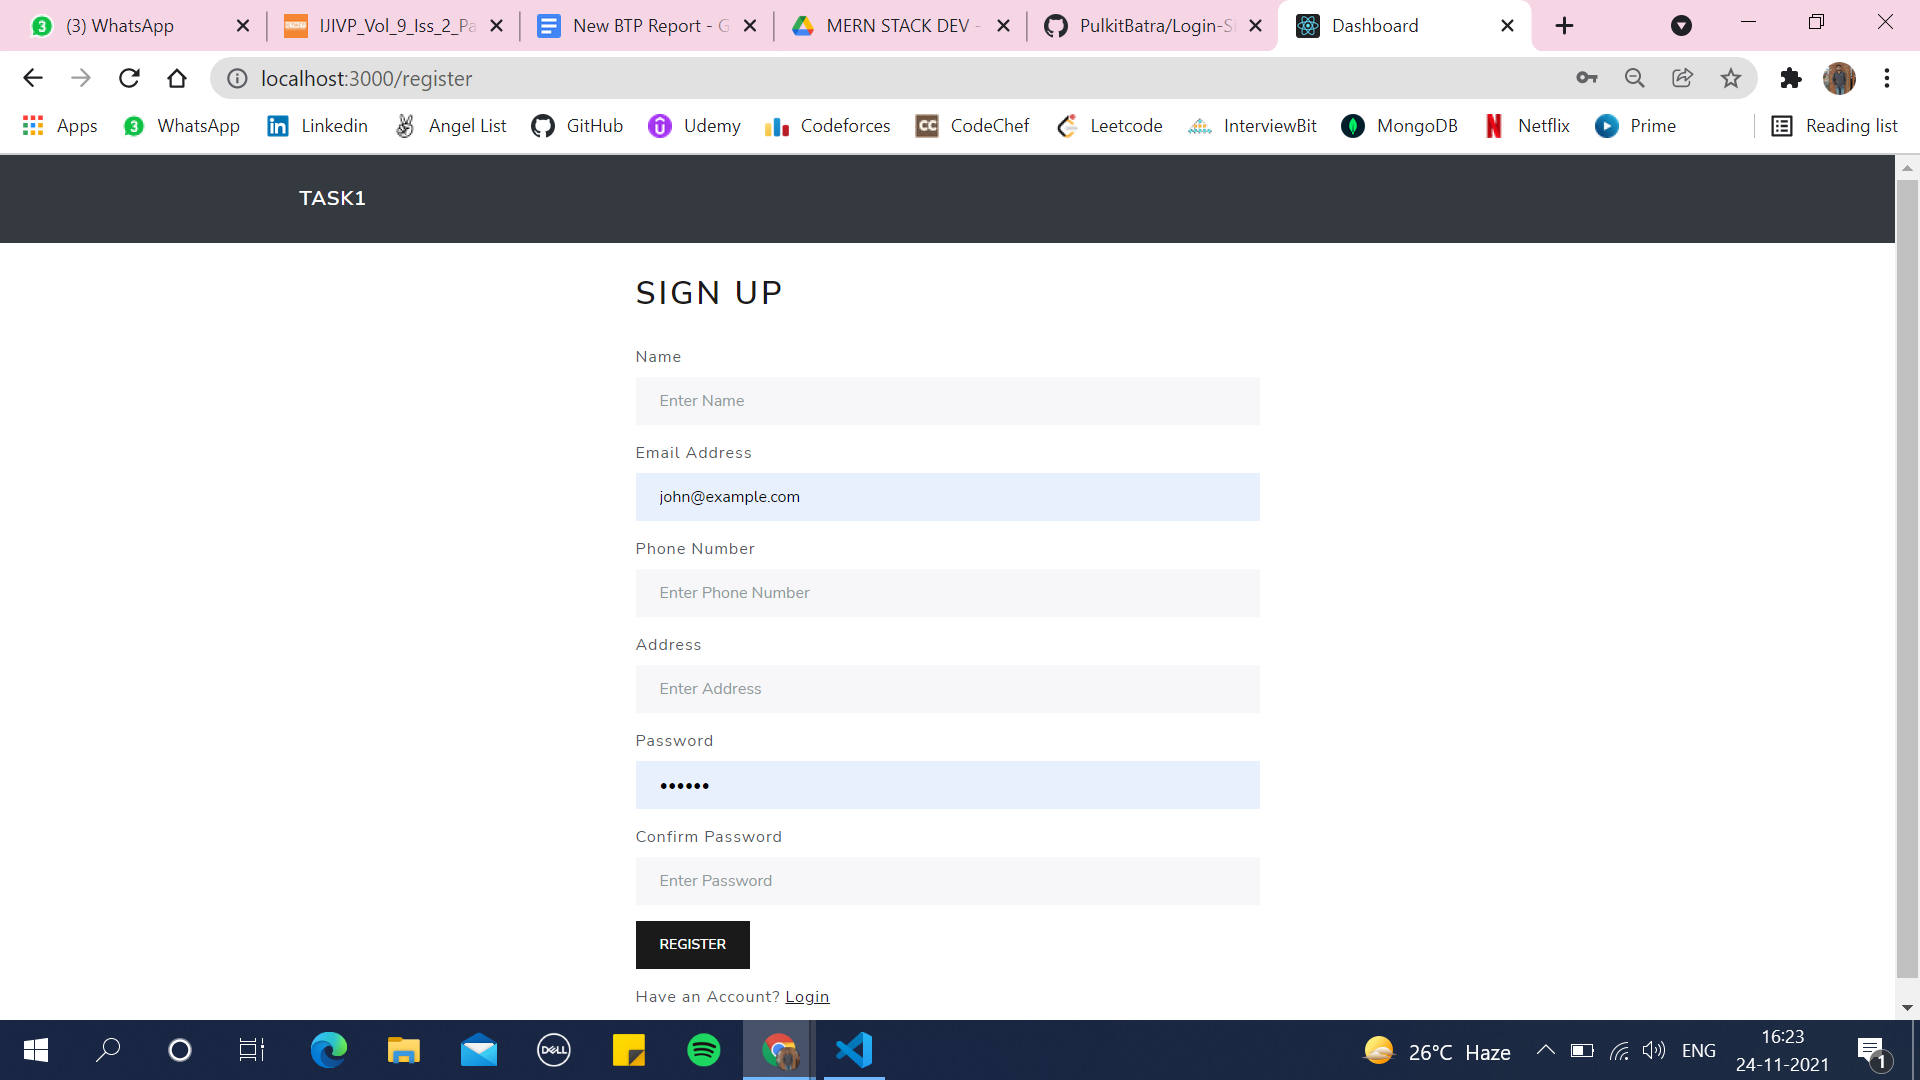 (3) WhatsApp
IJIVP_Vol_9_Iss_2_Pa
New BTP Report - G
MERN STACK DEV -
PulkitBatra/Login-Si
Dashboard
localhost:3000/register
Apps
3
WhatsApp
Linkedin
Angel List
GitHub
Udemy
Codeforces
CC
CodeChef
Leetcode
InterviewBit
MongoDB
Netflix
Prime
Reading list
TASK1
SIGN UP
Name
Enter Name
Email Address
john@example.com
Phone Number
Enter Phone Number
Address
Enter Address
Password
••••••
Confirm Password
Enter Password
REGISTER
Have an Account? Login
DELL
26°C Haze
ENG
16:23
24-11-2021
1